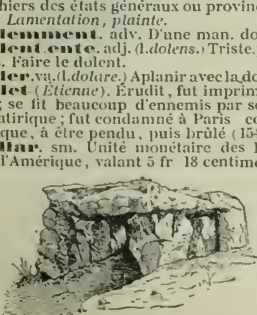 hiers des états généraux ou provin
Lamentation, plainte.
lemment. adv. D'une man. do
lent, ente. adj. (l. dolens.) Triste,
. Faire le dolent.
ler. va. (l. dolare.) Aplanir avec la do
let (Étienne). Érudit, fut imprim
; se fit beaucoup d'ennemis par s
atirique ; fut condamné à Paris co
que, à être pendu, puis brûlé (15
llar. sm. Unité monétaire des
d'Amérique, valant 5 fr 18 centim